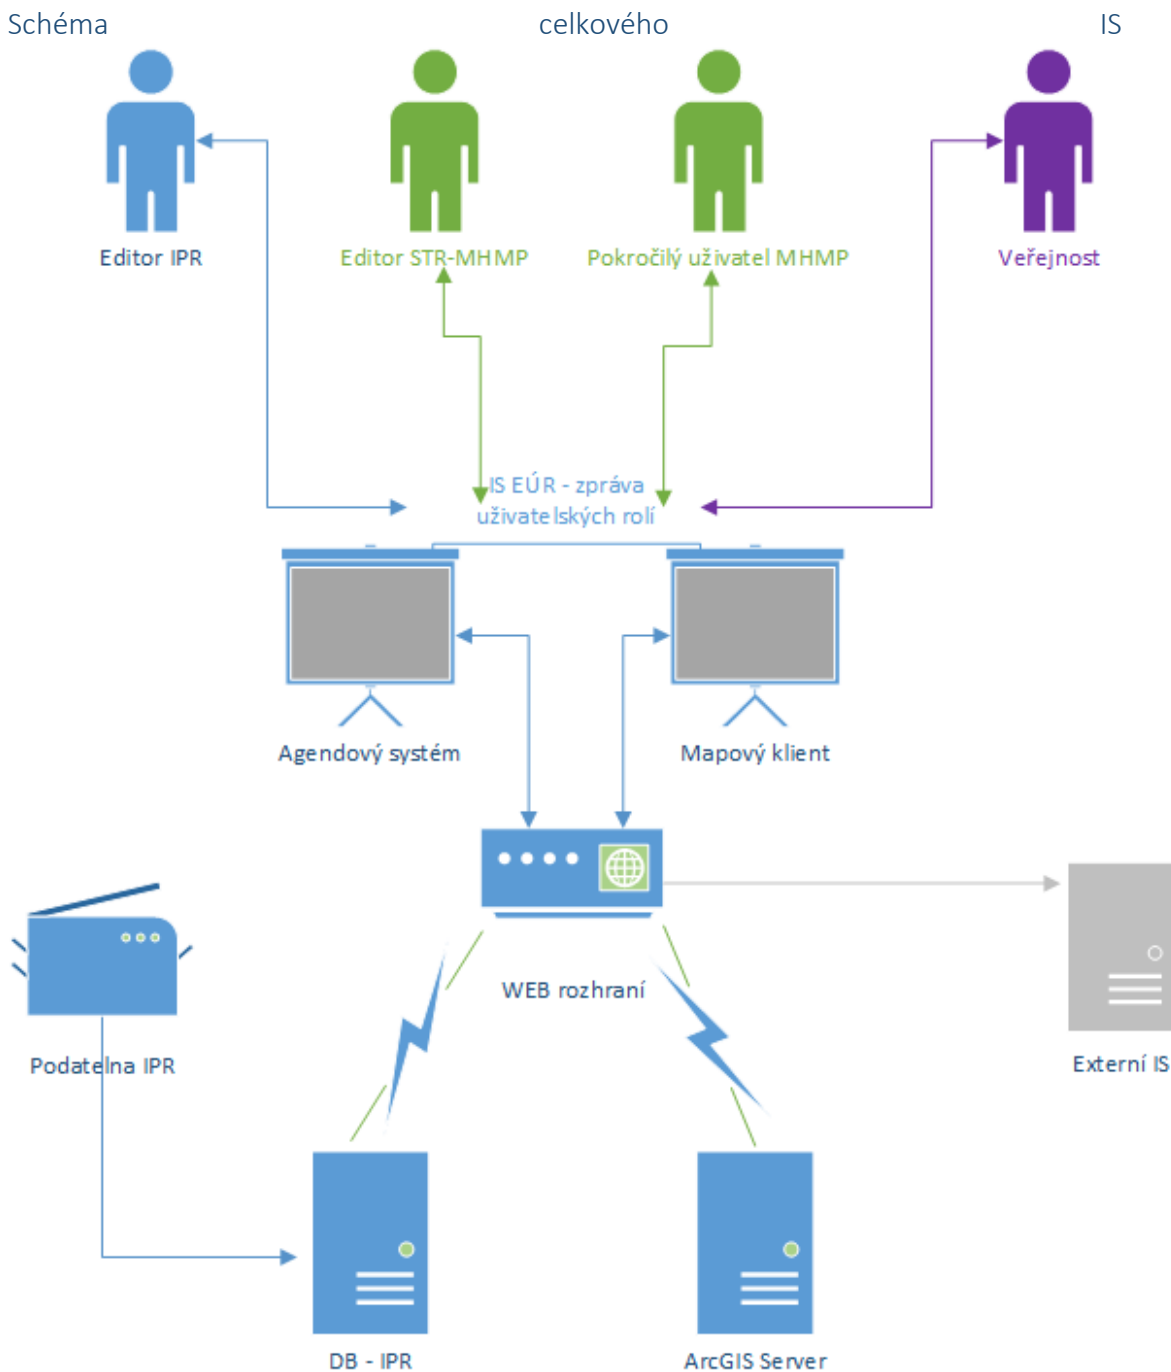 Schéma celkového IS
Editor IPR
Editor STR-MHMP
Pokročilý uživatel MHMP
Veřejnost
IS EÚR - zpráva
uživatelských rolí
Agendový systém
Mapový klient
WEB rozhraní
Podatelna IPR
Externí IS
DB - IPR
ArcGIS Server